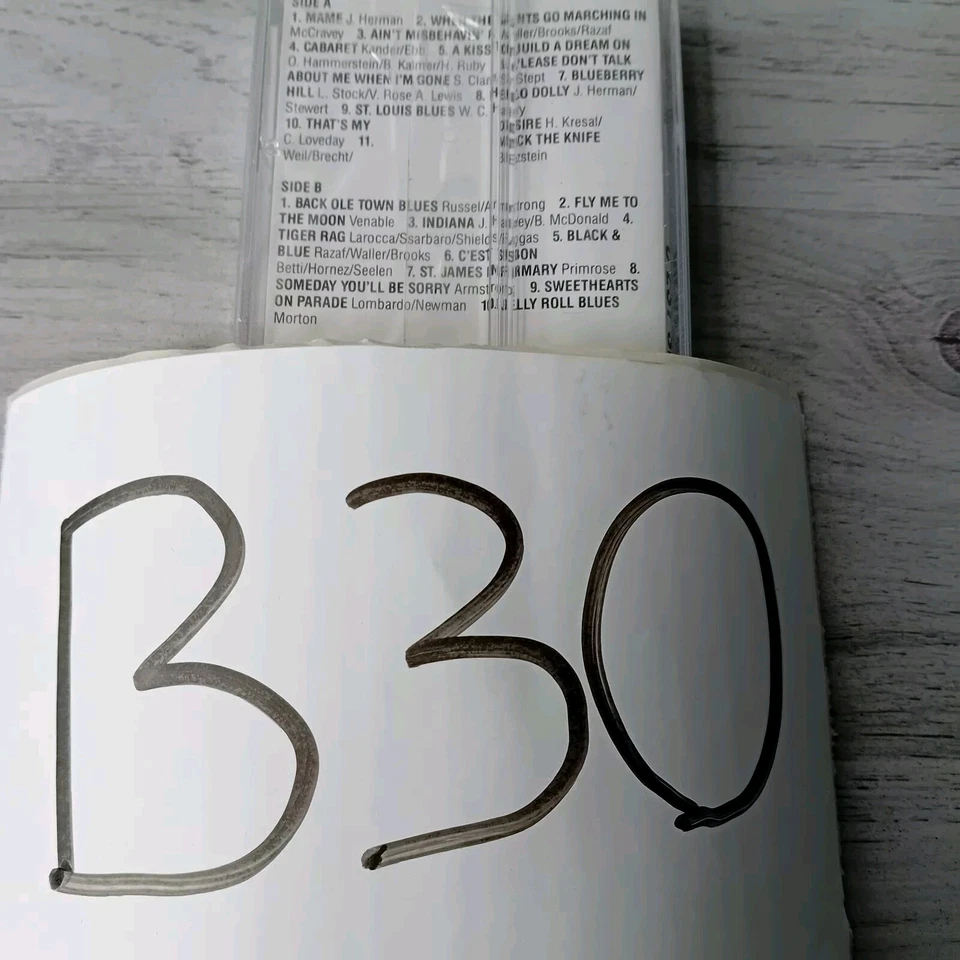 SIDE A
1. MAME J. Herman 2. WHEN THE SAINTS GO MARCHING IN
McCravey 3. AIN'T MISBEHAVIN' Waller/Brooks/Razaf
4. CABARET Kander/Ebb 5. A KISS TO BUILD A DREAM ON
O. Hammerstein/B. Kalmer/H. Ruby PLEASE DON'T TALK
ABOUT ME WHEN I'M GONE S. Stept 7. BLUEBERRY
HILL L. Stock/V. Rose A. Lewis 8. HELLO DOLLY J. Herman/
Stewert 9. ST. LOUIS BLUES W. C. Handy
10. THAT'S MY DESIRE H. Kresal/
C. Loveday 11. MACK THE KNIFE
Weil/Brecht/ Blizstein
SIDE B
1. BACK OLE TOWN BLUES Russel/Armstrong 2. FLY ME TO
THE MOON Venable 3. INDIANA J. Hanley/B. McDonald 4.
TIGER RAG Larocca/Ssarbaro/Shields/Ragas 5. BLACK &
BLUE Razaf/Waller/Brooks 6. C'EST SI BON
Betti/Hornez/Seelen 7. ST. JAMES INFIRMARY Primrose 8.
SOMEDAY YOU'LL BE SORRY Armstrong 9. SWEETHEARTS
ON PARADE Lombardo/Newman 10. JELLY ROLL BLUES
Morton
B30